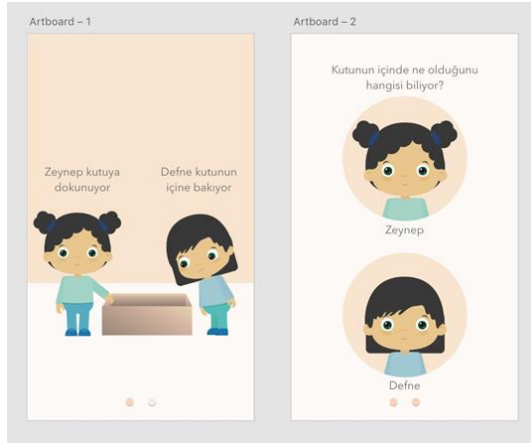 Artboard – 1
Zeynep kutuya
dokunuyor
Defne kutunun
içine bakıyor
Artboard – 2
Kutunun içinde ne olduğunu
hangisi biliyor?
Zeynep
Defne